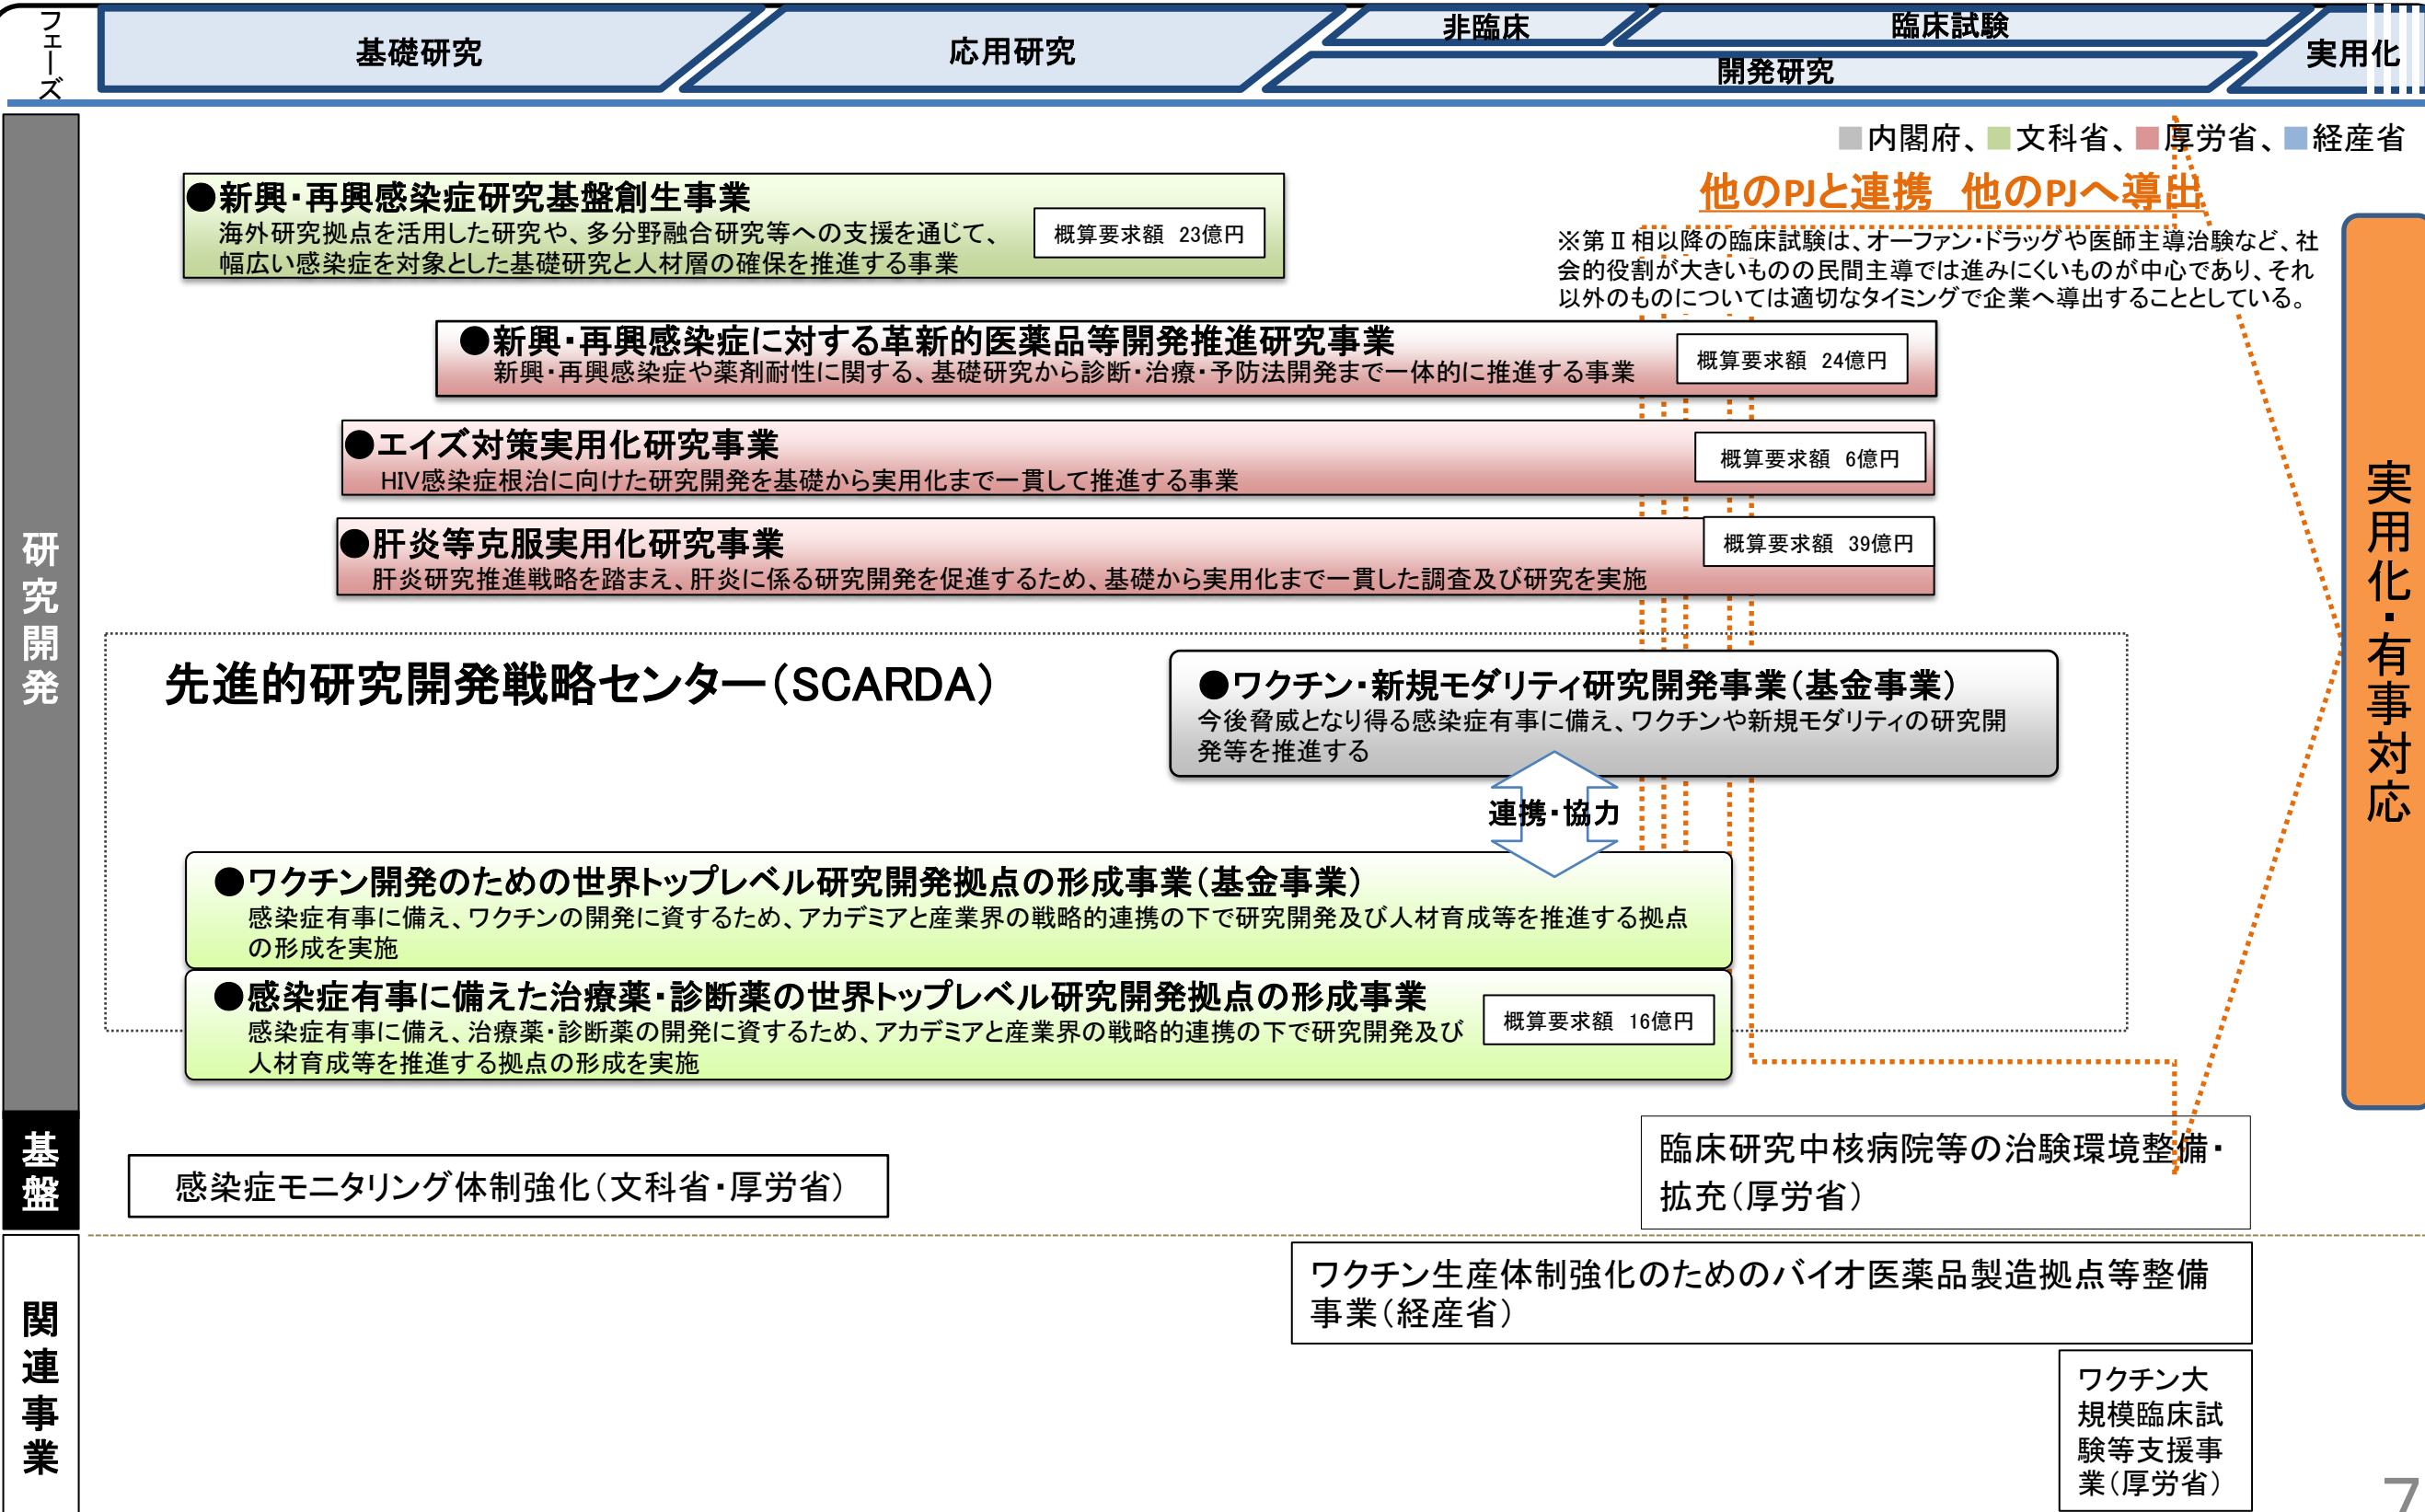 フェーズ
基礎研究
応用研究
非臨床
臨床試験
開発研究
実用化
■内閣府、■文科省、■厚労省、■経産省
他のPJと連携　他のPJへ導出
※第Ⅱ相以降の臨床試験は、オーファン・ドラッグや医師主導治験など、社
会的役割が大きいものの民間主導では進みにくいものが中心であり、それ
以外のものについては適切なタイミングで企業へ導出することとしている。
研究開発
●新興・再興感染症研究基盤創生事業
海外研究拠点を活用した研究や、多分野融合研究等への支援を通じて、
幅広い感染症を対象とした基礎研究と人材層の確保を推進する事業
概算要求額 23億円
●新興・再興感染症に対する革新的医薬品等開発推進研究事業
新興・再興感染症や薬剤耐性に関する、基礎研究から診断・治療・予防法開発まで一体的に推進する事業
概算要求額 24億円
●エイズ対策実用化研究事業
HIV感染症根治に向けた研究開発を基礎から実用化まで一貫して推進する事業
概算要求額 6億円
●肝炎等克服実用化研究事業
肝炎研究推進戦略を踏まえ、肝炎に係る研究開発を促進するため、基礎から実用化まで一貫した調査及び研究を実施
概算要求額 39億円
先進的研究開発戦略センター（SCARDA）
●ワクチン・新規モダリティ研究開発事業（基金事業）
今後脅威となり得る感染症有事に備え、ワクチンや新規モダリティの研究開
発等を推進する
連携・協力
●ワクチン開発のための世界トップレベル研究開発拠点の形成事業（基金事業）
感染症有事に備え、ワクチンの開発に資するため、アカデミアと産業界の戦略的連携の下で研究開発及び人材育成等を推進する拠点
の形成を実施
●感染症有事に備えた治療薬・診断薬の世界トップレベル研究開発拠点の形成事業
感染症有事に備え、治療薬・診断薬の開発に資するため、アカデミアと産業界の戦略的連携の下で研究開発及び
人材育成等を推進する拠点の形成を実施
概算要求額 16億円
実用化・有事対応
基盤
感染症モニタリング体制強化（文科省・厚労省）
臨床研究中核病院等の治験環境整備・
拡充（厚労省）
関連事業
ワクチン生産体制強化のためのバイオ医薬品製造拠点等整備
事業（経産省）
ワクチン大
規模臨床試
験等支援事
業（厚労省）
7